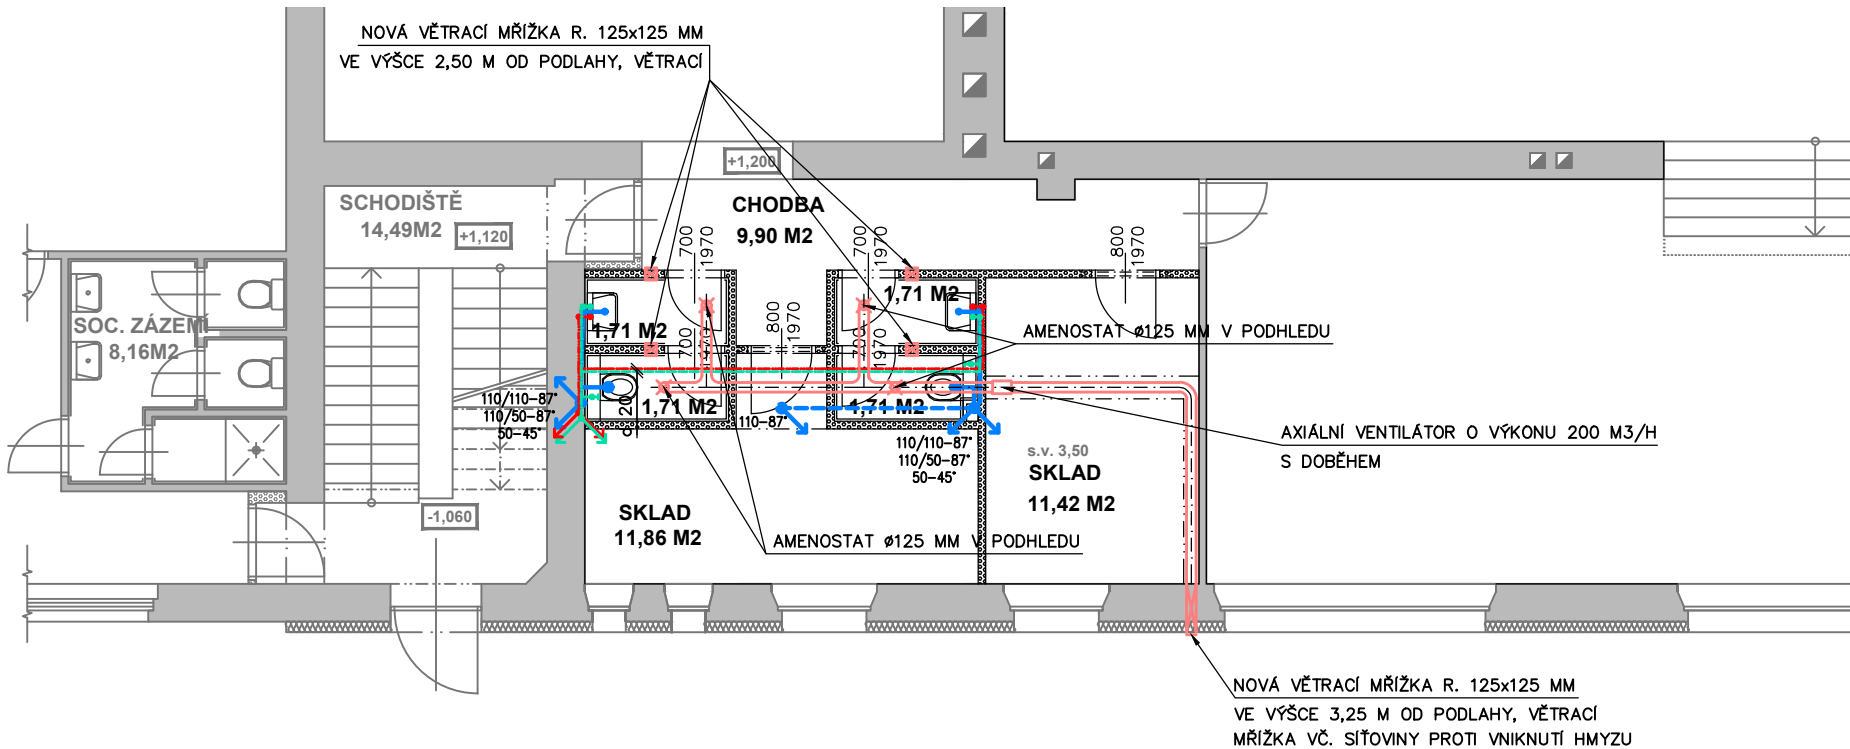 NOVÁ VĚTRACÍ MŘÍŽKA R. 125x125 MM
VE VÝŠCE 2,50 M OD PODLAHY, VĚTRACÍ
+1,200
SCHODIŠTĚ
14,49M2
+1,120
CHODBA
9,90 M2
700
1970
700
1970
800
1970
SOC. ZÁZEMÍ
8,16M2
1,71 M2
1,71 M2
700
1970
800
1970
700
1970
AMENOSTAT ø125 MM V PODHLEDU
1,71 M2
1,71 M2
110/110-87°
110/50-87°
50-45°
110-87°
110/110-87°
110/50-87°
50-45°
AXIÁLNÍ VENTILÁTOR O VÝKONU 200 M3/H
S DOBĚHEM
s.v. 3,50
SKLAD
11,42 M2
-1,060
SKLAD
11,86 M2
AMENOSTAT ø125 MM V PODHLEDU
NOVÁ VĚTRACÍ MŘÍŽKA R. 125x125 MM
VE VÝŠCE 3,25 M OD PODLAHY, VĚTRACÍ
MŘÍŽKA VČ. SÍŤOVINY PROTI VNIKNUTÍ HMYZU